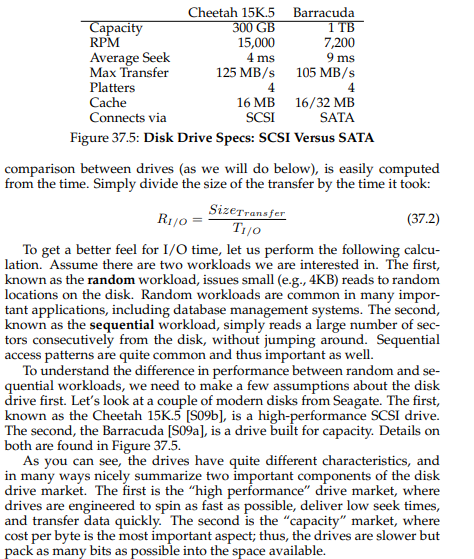 Cheetah 15K.5 Barracuda
Capacity 300 GB 1 TB
RPM 15,000 7,200
Average Seek 4 ms 9 ms
Max Transfer 125 MB/s 105 MB/s
Platters 4 4
Cache 16 MB 16/32 MB
Connects via SCSI SATA
Figure 37.5: Disk Drive Specs: SCSI Versus SATA
comparison between drives (as we will do below), is easily computed
from the time. Simply divide the size of the transfer by the time it took:
R_{I/O} = \frac{Size_{Transfer}}{T_{I/O}} (37.2)
To get a better feel for I/O time, let us perform the following calcu-
lation. Assume there are two workloads we are interested in. The first,
known as the random workload, issues small (e.g., 4KB) reads to random
locations on the disk. Random workloads are common in many impor-
tant applications, including database management systems. The second,
known as the sequential workload, simply reads a large number of sec-
tors consecutively from the disk, without jumping around. Sequential
access patterns are quite common and thus important as well.
To understand the difference in performance between random and se-
quential workloads, we need to make a few assumptions about the disk
drive first. Let's look at a couple of modern disks from Seagate. The first,
known as the Cheetah 15K.5 [S09b], is a high-performance SCSI drive.
The second, the Barracuda [S09a], is a drive built for capacity. Details on
both are found in Figure 37.5.
As you can see, the drives have quite different characteristics, and
in many ways nicely summarize two important components of the disk
drive market. The first is the "high performance" drive market, where
drives are engineered to spin as fast as possible, deliver low seek times,
and transfer data quickly. The second is the "capacity" market, where
cost per byte is the most important aspect; thus, the drives are slower but
pack as many bits as possible into the space available.